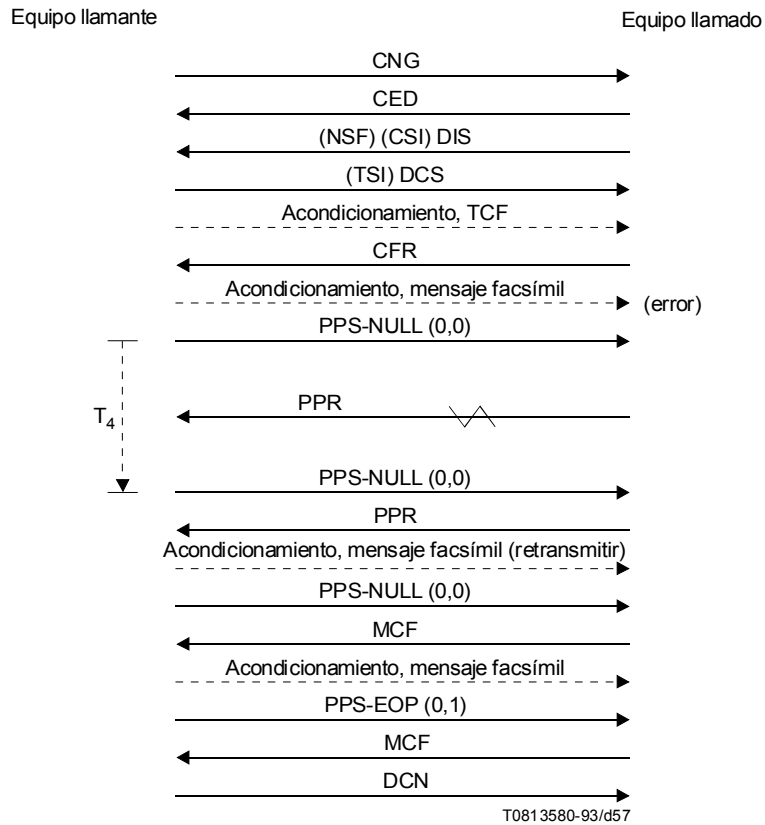 Equipo llamante
Equipo llamado
CNG
CED
(NSF) (CSI) DIS
(TSI) DCS
Acondicionamiento, TCF
CFR
Acondicionamiento, mensaje facsímil
(error)
PPS-NULL (0,0)
T4
PPR
PPS-NULL (0,0)
PPR
Acondicionamiento, mensaje facsímil (retransmitir)
PPS-NULL (0,0)
MCF
Acondicionamiento, mensaje facsímil
PPS-EOP (0,1)
MCF
DCN
T0813580-93/d57